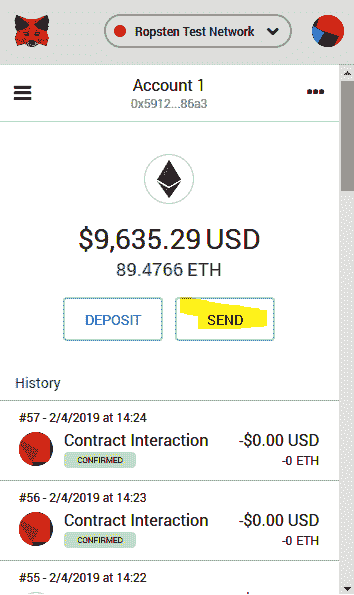 Ropsten Test Network
Account 1
0x5912...86a3
$9,635.29 USD
89.4766 ETH
DEPOSIT SEND
History
#57 - 2/4/2019 at 14:24
Contract Interaction -$0.00 USD
CONFIRMED -0 ETH
#56 - 2/4/2019 at 14:23
Contract Interaction -$0.00 USD
CONFIRMED -0 ETH
#55 - 2/4/2019 at 14:22